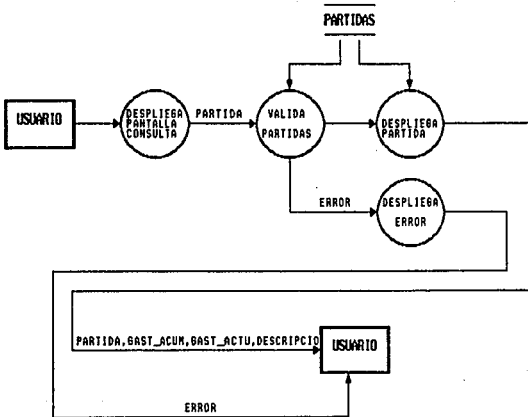 PARTIDAS
USUARIO
DESPLIEGA
PANTALLA
CONSULTA
PARTIDA
VALIDA
PARTIDAS
DESPLIEGA
PARTIDA
ERROR
DESPLIEGA
ERROR
PARTIDA,GAST_ACUM,GAST_ACTU,DESCRIPCIO
USUARIO
ERROR